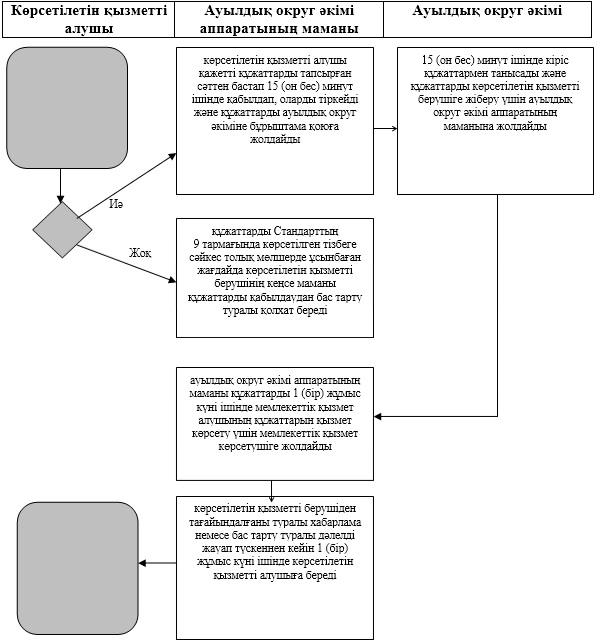 Көрсетілетін қызметті
алушы
Ауылдық округ әкімі
аппаратының маманы
Ауылдық округ әкімі
көрсетілетін қызметті алушы
қажетті құжаттарды тапсырған
сәттен бастап 15 (он бес) минут
ішінде қабылдап, оларды тіркейді
және құжаттарды ауылдық округ
әкіміне бұрыштама қоюға
жолдайды
15 (он бес) минут ішінде кіріс
құжаттармен танысады және
құжаттарды көрсетілетін қызметті
берушіге жіберу үшін ауылдық
округ әкімі аппаратының
маманына жолдайды
Иә
Жоқ
құжаттарды Стандарттың
9 тармағында көрсетілген тізбеге
сәйкес толық мөлшерде ұсынбаған
жағдайда көрсетілетін қызметті
берушінің кеңсе маманы
құжаттарды қабылдаудан бас тарту
туралы қолхат береді
ауылдық округ әкімі аппаратының
маманы құжаттарды 1 (бір) жұмыс
күні ішінде мемлекеттік қызмет
алушының құжаттарын қызмет
көрсету үшін мемлекеттік қызмет
көрсетушіге жолдайды
көрсетілетін қызметті берушіден
тағайындалғаны туралы хабарлама
немесе бас тарту туралы дәлелді
жауап түскеннен кейін 1 (бір)
жұмыс күні ішінде көрсетілетін
қызметті алушыға береді